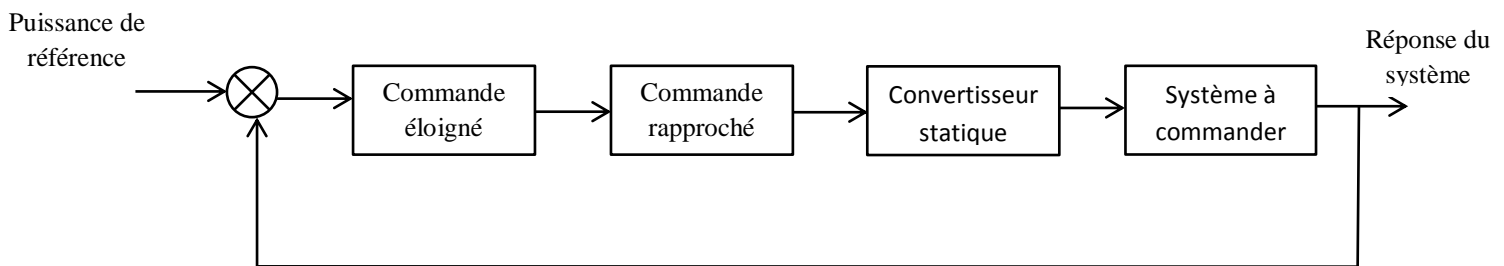 Puissance de
référence
Commande
éloigné
Commande
rapproché
Convertisseur
statique
Système à
commander
Réponse du
système